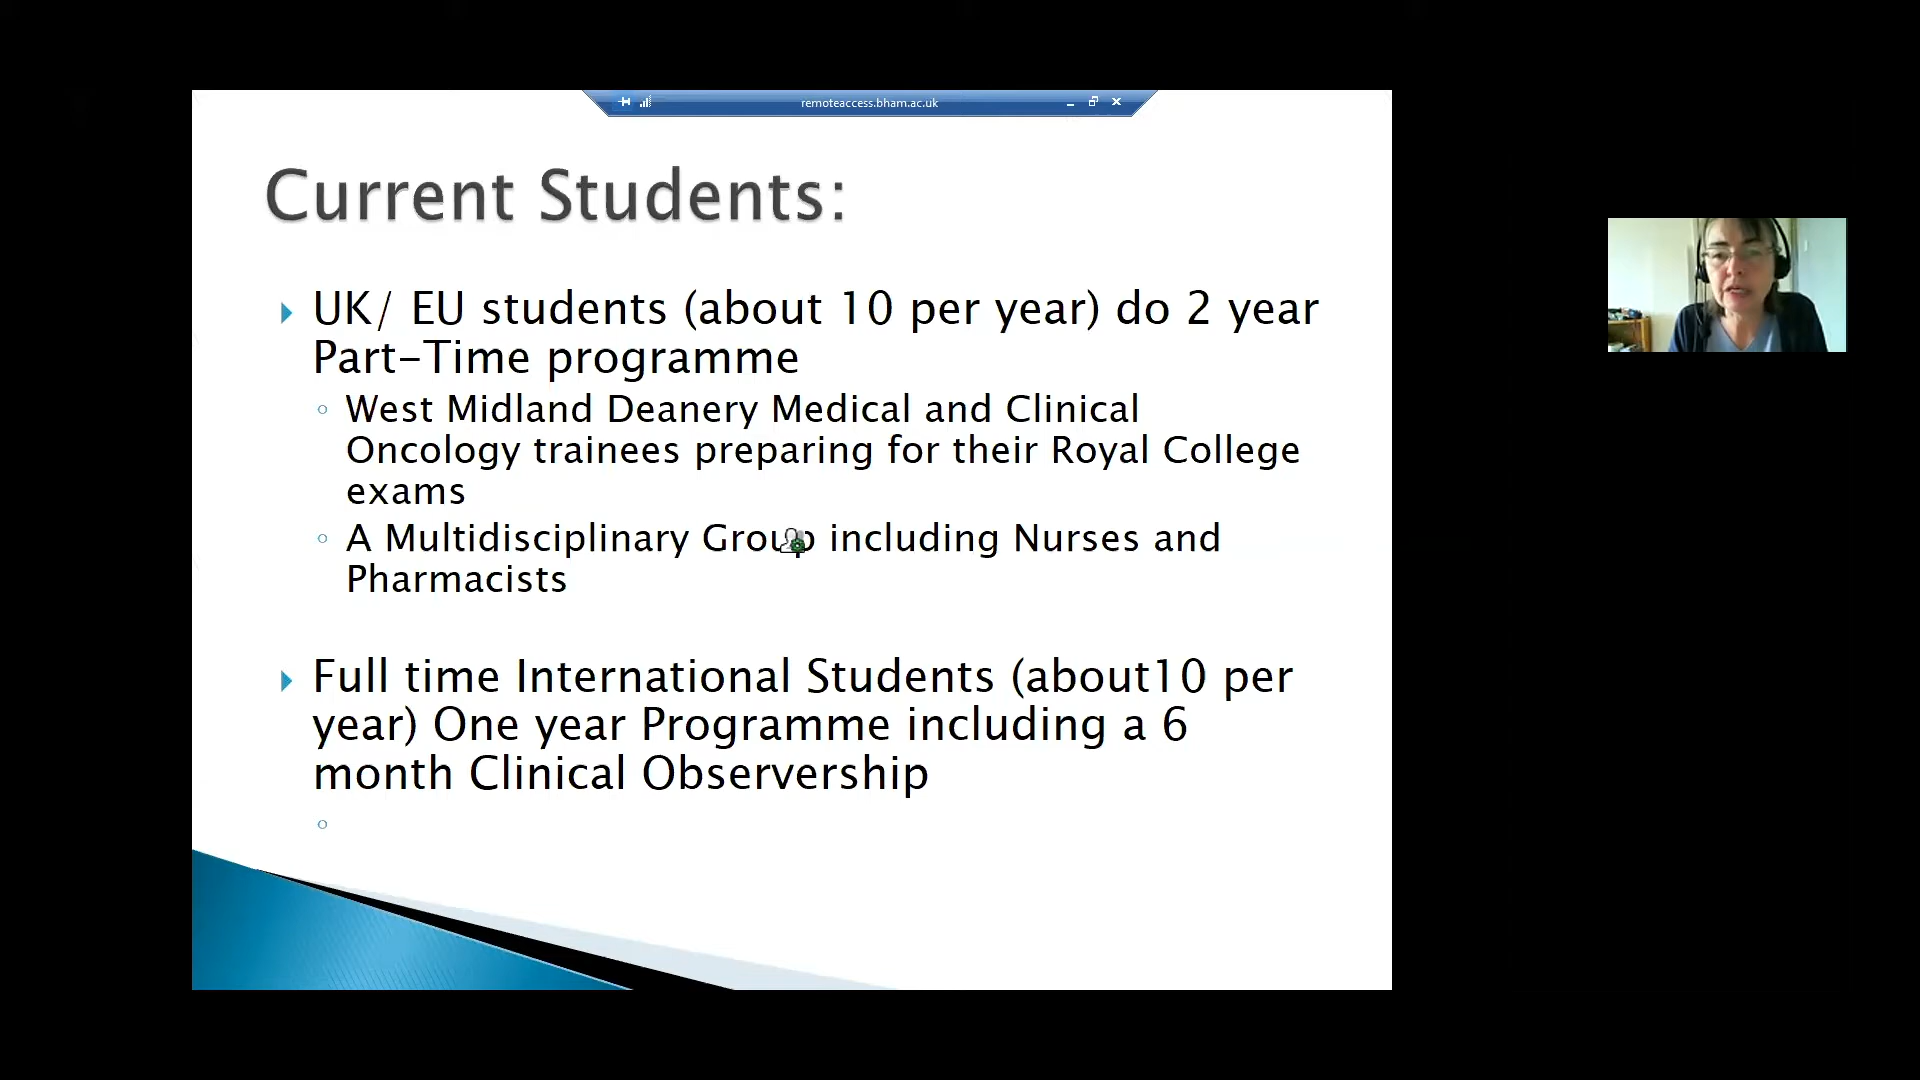 remoteaccess.bham.ac.uk
Current Students:
UK/ EU students (about 10 per year) do 2 year
Part-Time programme
West Midland Deanery Medical and Clinical
Oncology trainees preparing for their Royal College
exams
A Multidisciplinary Group including Nurses and
Pharmacists
Full time International Students (about10 per
year) One year Programme including a 6
month Clinical Observership